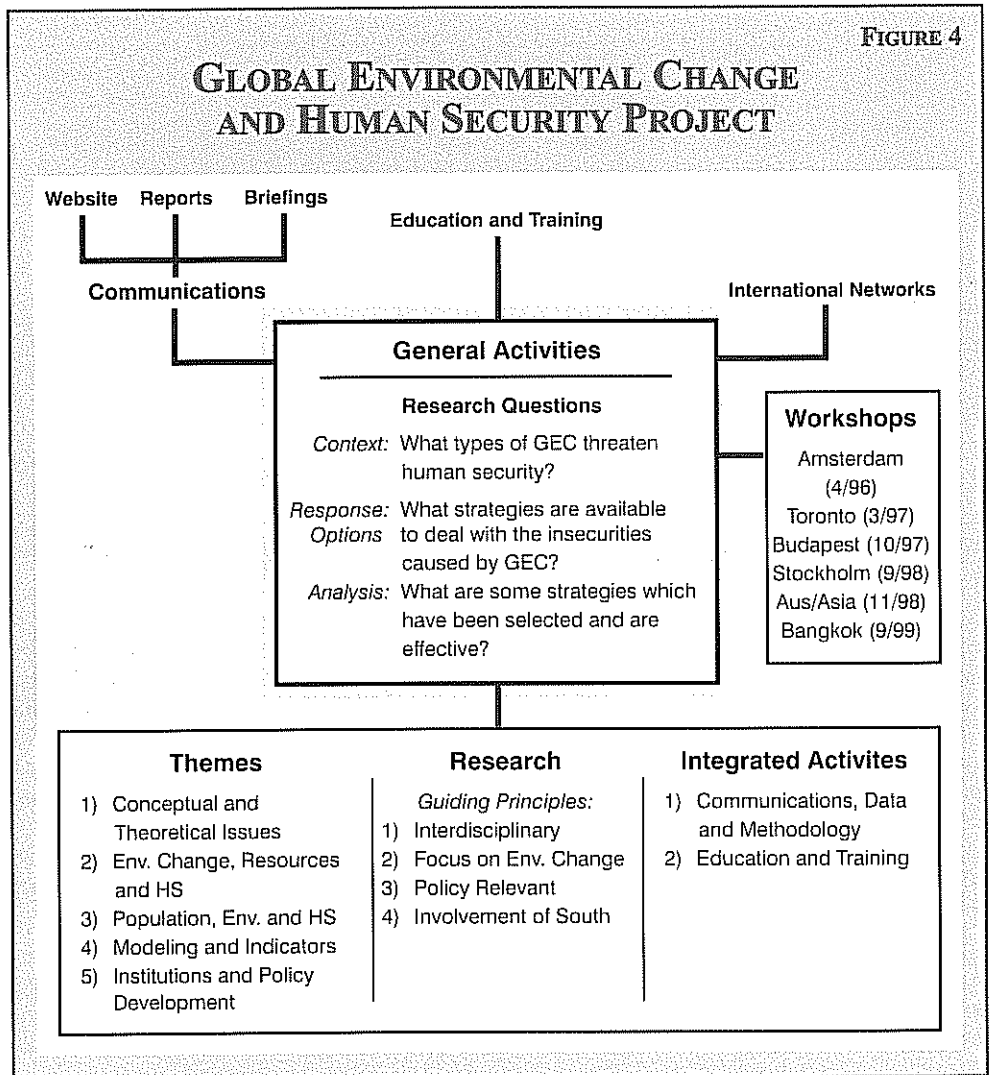 FIGURE 4
GLOBAL ENVIRONMENTAL CHANGE
AND HUMAN SECURITY PROJECT
Website Reports Briefings
Education and Training
Communications
International Networks
General Activities
Research Questions
Context: What types of GEC threaten
human security?
Response: What strategies are available
Options to deal with the insecurities
caused by GEC?
Analysis: What are some strategies which
have been selected and are
effective?
Workshops
Amsterdam
(4/96)
Toronto (3/97)
Budapest (10/97)
Stockholm (9/98)
Aus/Asia (11/98)
Bangkok (9/99)
Themes
1) Conceptual and
Theoretical Issues
2) Env. Change, Resources
and HS
3) Population, Env. and HS
4) Modeling and Indicators
5) Institutions and Policy
Development
Research
Guiding Principles:
1) Interdisciplinary
2) Focus on Env. Change
3) Policy Relevant
4) Involvement of South
Integrated Activites
1) Communications, Data
and Methodology
2) Education and Training